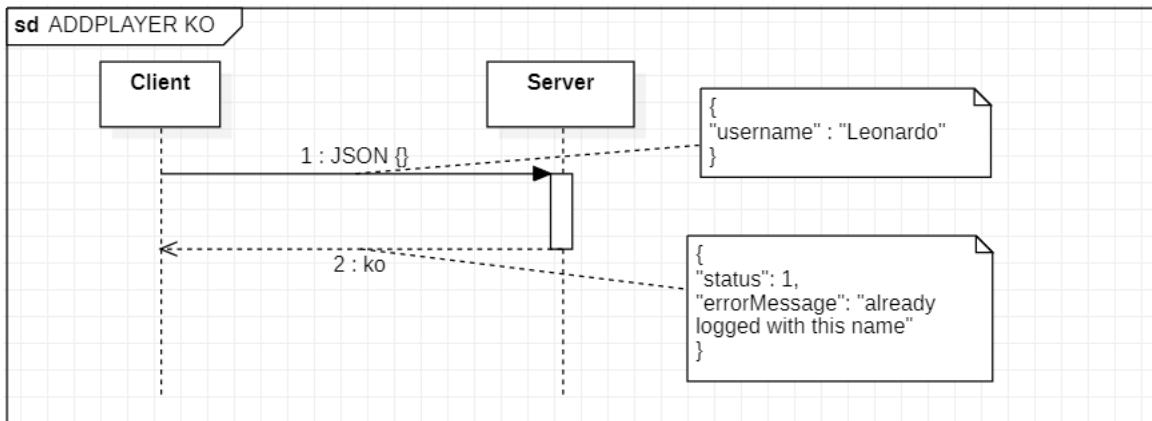 sd ADDPLAYER KO
Client
Server
{
"username" : "Leonardo"
}
1 : JSON {}
2 : ko
{
"status": 1,
"errorMessage": "already
logged with this name"
}